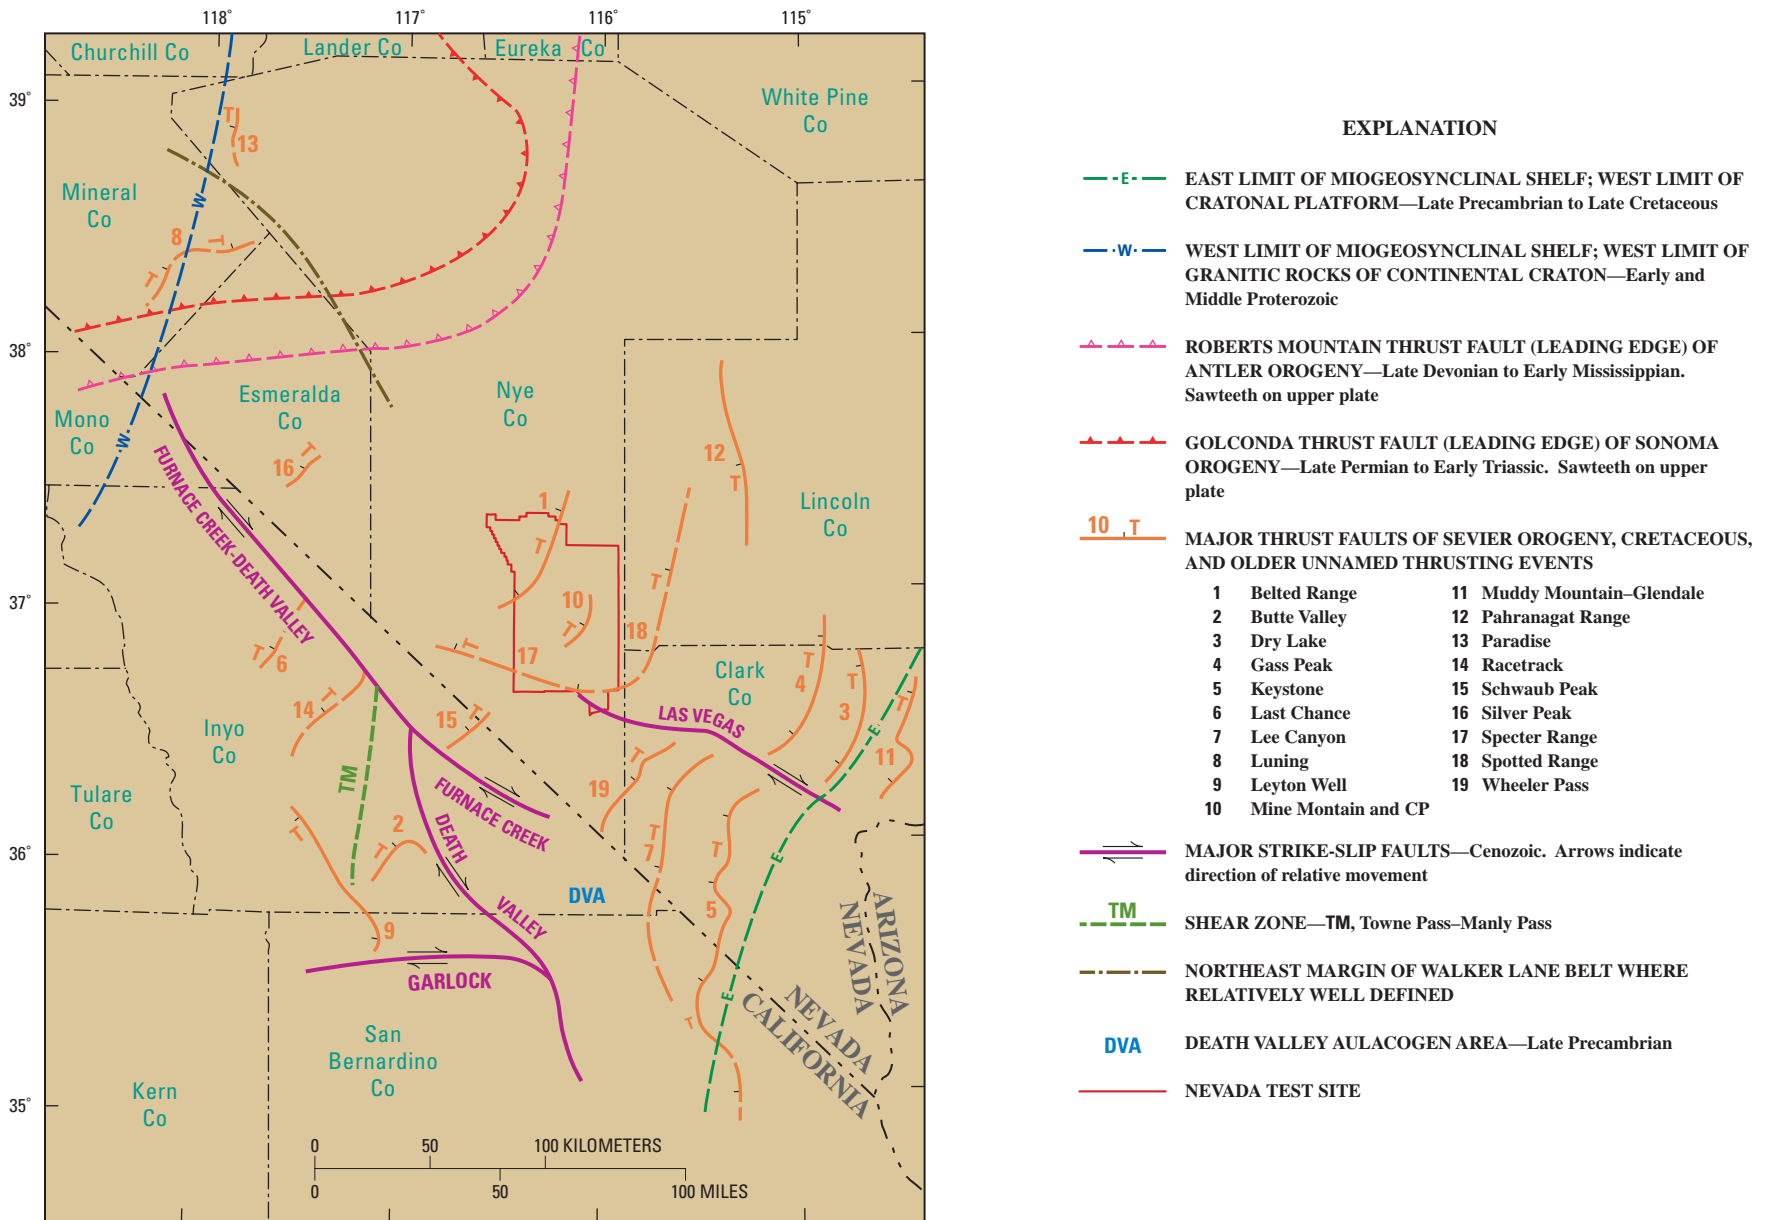 118°
117°
116°
115°
39°
38°
37°
36°
35°
Churchill Co
Lander Co
Eureka Co
White Pine
Co
T
13
Mineral
Co
W
8
T
T
Mono
Co
W
Esmeralda
Co
Nye
Co
T
16
12
T
Lincoln
Co
1
T
FURNACE CREEK-DEATH VALLEY
10
T
T
18
T
17
T
6
Clark
Co
T
4
T
3
T
11
E
14
T
15
T
LAS VEGAS
Inyo
Co
TM
T
19
FURNACE CREEK
Tulare
Co
T
2
T
DEATH
VALLEY
T
7
T
E
DVA
5
9
GARLOCK
E
T
ARIZONA
NEVADA
NEVADA
CALIFORNIA
San
Bernardino
Co
Kern
Co
0
50
100 KILOMETERS
0
50
100 MILES
EXPLANATION
E
EAST LIMIT OF MIOGEOSYNCLINAL SHELF; WEST LIMIT OF
CRATONAL PLATFORM—Late Precambrian to Late Cretaceous
W
WEST LIMIT OF MIOGEOSYNCLINAL SHELF; WEST LIMIT OF
GRANITIC ROCKS OF CONTINENTAL CRATON—Early and
Middle Proterozoic
ROBERTS MOUNTAIN THRUST FAULT (LEADING EDGE) OF
ANTLER OROGENY—Late Devonian to Early Mississippian.
Sawteeth on upper plate
GOLCONDA THRUST FAULT (LEADING EDGE) OF SONOMA
OROGENY—Late Permian to Early Triassic. Sawteeth on upper
plate
10 T
MAJOR THRUST FAULTS OF SEVIER OROGENY, CRETACEOUS,
AND OLDER UNNAMED THRUSTING EVENTS
1 Belted Range
2 Butte Valley
3 Dry Lake
4 Gass Peak
5 Keystone
6 Last Chance
7 Lee Canyon
8 Luning
9 Leyton Well
10 Mine Montain and CP
11 Muddy Mountain–Glendale
12 Pahranagat Range
13 Paradise
14 Racetrack
15 Schwaub Peak
16 Silver Peak
17 Specter Range
18 Spotted Range
19 Wheeler Pass
MAJOR STRIKE-SLIP FAULTS—Cenozoic. Arrows indicate
direction of relative movement
TM
SHEAR ZONE—TM, Towne Pass–Manly Pass
NORTHEAST MARGIN OF WALKER LANE BELT WHERE
RELATIVELY WELL DEFINED
DVA
DEATH VALLEY AULACOGEN AREA—Late Precambrian
NEVADA TEST SITE